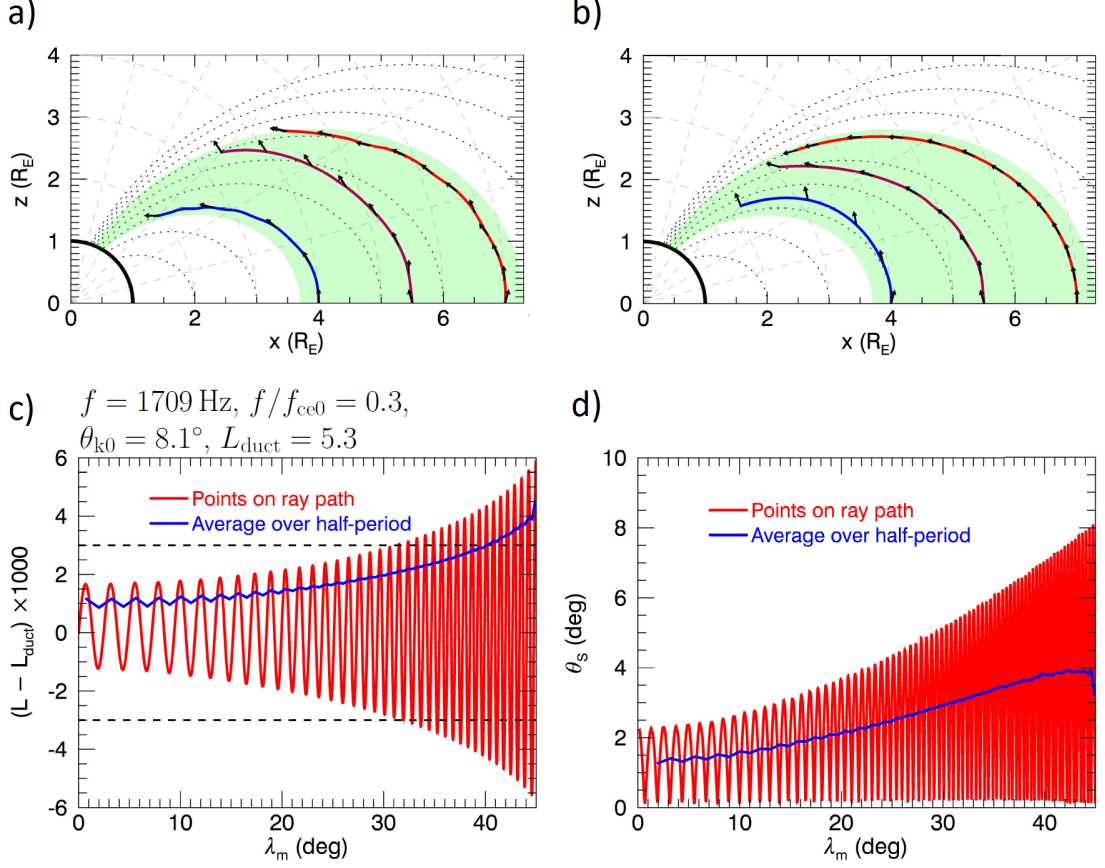 a)
b)
4
3
2
1
0
z (R_E)
0
2
4
6
x (R_E)
4
3
2
1
0
z (R_E)
0
2
4
6
x (R_E)
c)
f = 1709 Hz, f/f_ce0 = 0.3,
θ_k0 = 8.1°, L_duct = 5.3
d)
6
4
2
0
-2
-4
-6
(L − L_duct) ×1000
Points on ray path
Average over half-period
0
10
20
30
40
λ_m (deg)
10
8
6
4
2
0
θ_S (deg)
Points on ray path
Average over half-period
0
10
20
30
40
λ_m (deg)